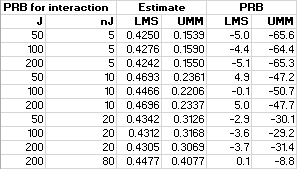 PRB for interaction Estimate PRB
J nJ LMS UMM LMS UMM
50 5 0.4250 0.1539 -5.0 -65.6
100 5 0.4276 0.1590 -4.4 -64.4
200 5 0.4242 0.1550 -5.1 -65.3
50 10 0.4693 0.2361 4.9 -47.2
100 10 0.4466 0.2206 -0.1 -50.7
200 10 0.4696 0.2337 5.0 -47.7
50 20 0.4342 0.3126 -2.9 -30.1
100 20 0.4312 0.3168 -3.6 -29.2
200 20 0.4305 0.3069 -3.7 -31.4
200 80 0.4477 0.4077 0.1 -8.8